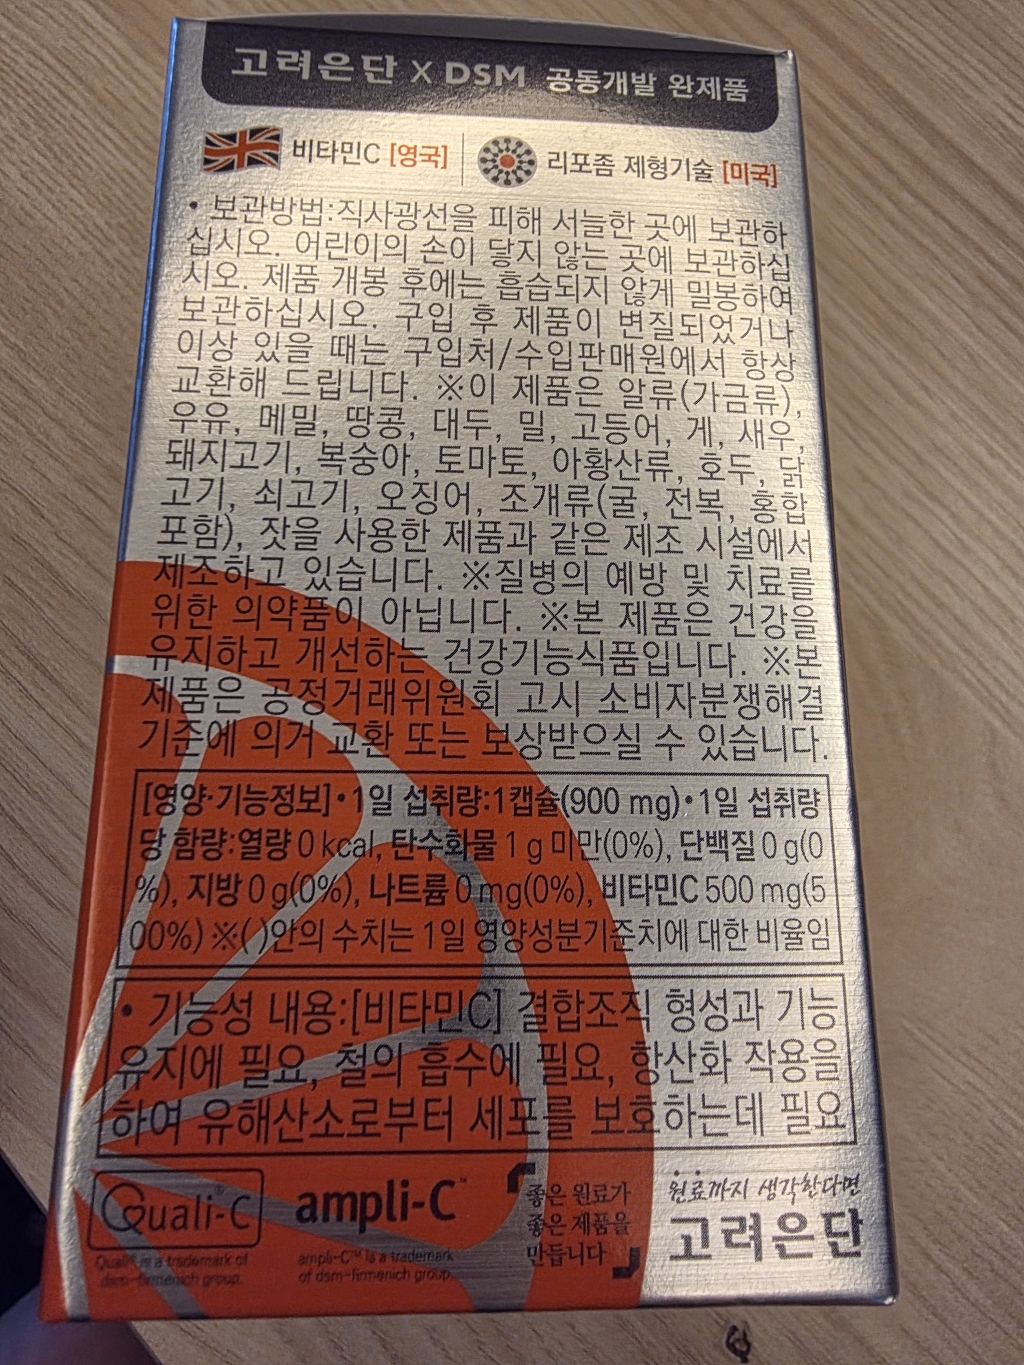 고려은단 X DSM 공동개발 완제품
비타민C [영국]
리포좀 제형기술 [미국]
• 보관방법:직사광선을 피해 서늘한 곳에 보관하
십시오. 어린이의 손이 닿지 않는 곳에 보관하십
시오. 제품 개봉 후에는 흡습되지 않게 밀봉하여
보관하십시오. 구입 후 제품이 변질되었거나
이상 있을 때는 구입처/수입판매원에서 항상
교환해 드립니다. ※이 제품은 알류(가금류),
우유, 메밀, 땅콩, 대두, 밀, 고등어, 게, 새우,
돼지고기, 복숭아, 토마토, 아황산류, 호두, 닭
고기, 쇠고기, 오징어, 조개류(굴, 전복, 홍합
포함), 잣을 사용한 제품과 같은 제조 시설에서
제조하고 있습니다. ※질병의 예방 및 치료를
위한 의약품이 아닙니다. ※본 제품은 건강을
유지하고 개선하는 건강기능식품입니다. ※본
제품은 공정거래위원회 고시 소비자분쟁해결
기준에 의거 교환 또는 보상받으실 수 있습니다.
[영양·기능정보]•1일 섭취량:1캡슐(900 mg)•1일 섭취량
당 함량:열량 0 kcal, 탄수화물 1 g 미만(0%), 단백질 0 g(0
%), 지방 0 g(0%), 나트륨 0 mg(0%), 비타민C 500 mg(5
00%) ※( )안의 수치는 1일 영양성분기준치에 대한 비율임
• 기능성 내용:[비타민C] 결합조직 형성과 기능
유지에 필요, 철의 흡수에 필요, 항산화 작용을
하여 유해산소로부터 세포를 보호하는데 필요
Quali®-C
Quali® is a trademark of
dsm-firmenich group.
ampli-C™
ampli-C™ is a trademark
of dsm-firmenich group.
「좋은 원료가
좋은 제품을
만듭니다」
원료까지 생각한다면
고려은단